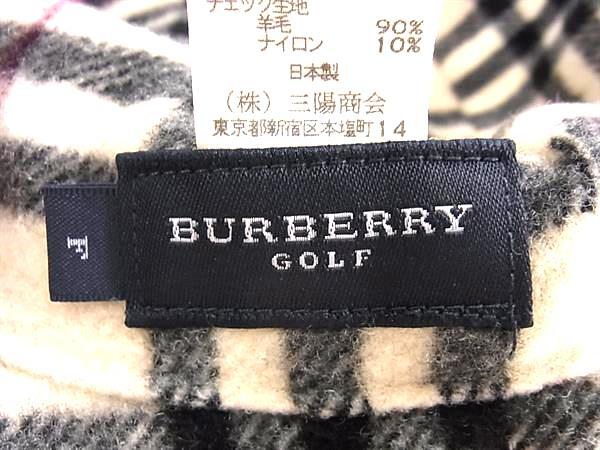 チェック生地
羊毛 90%
ナイロン 10%
日本製
(株) 三陽商会
東京都新宿区本塩町14
F
BURBERRY
GOLF